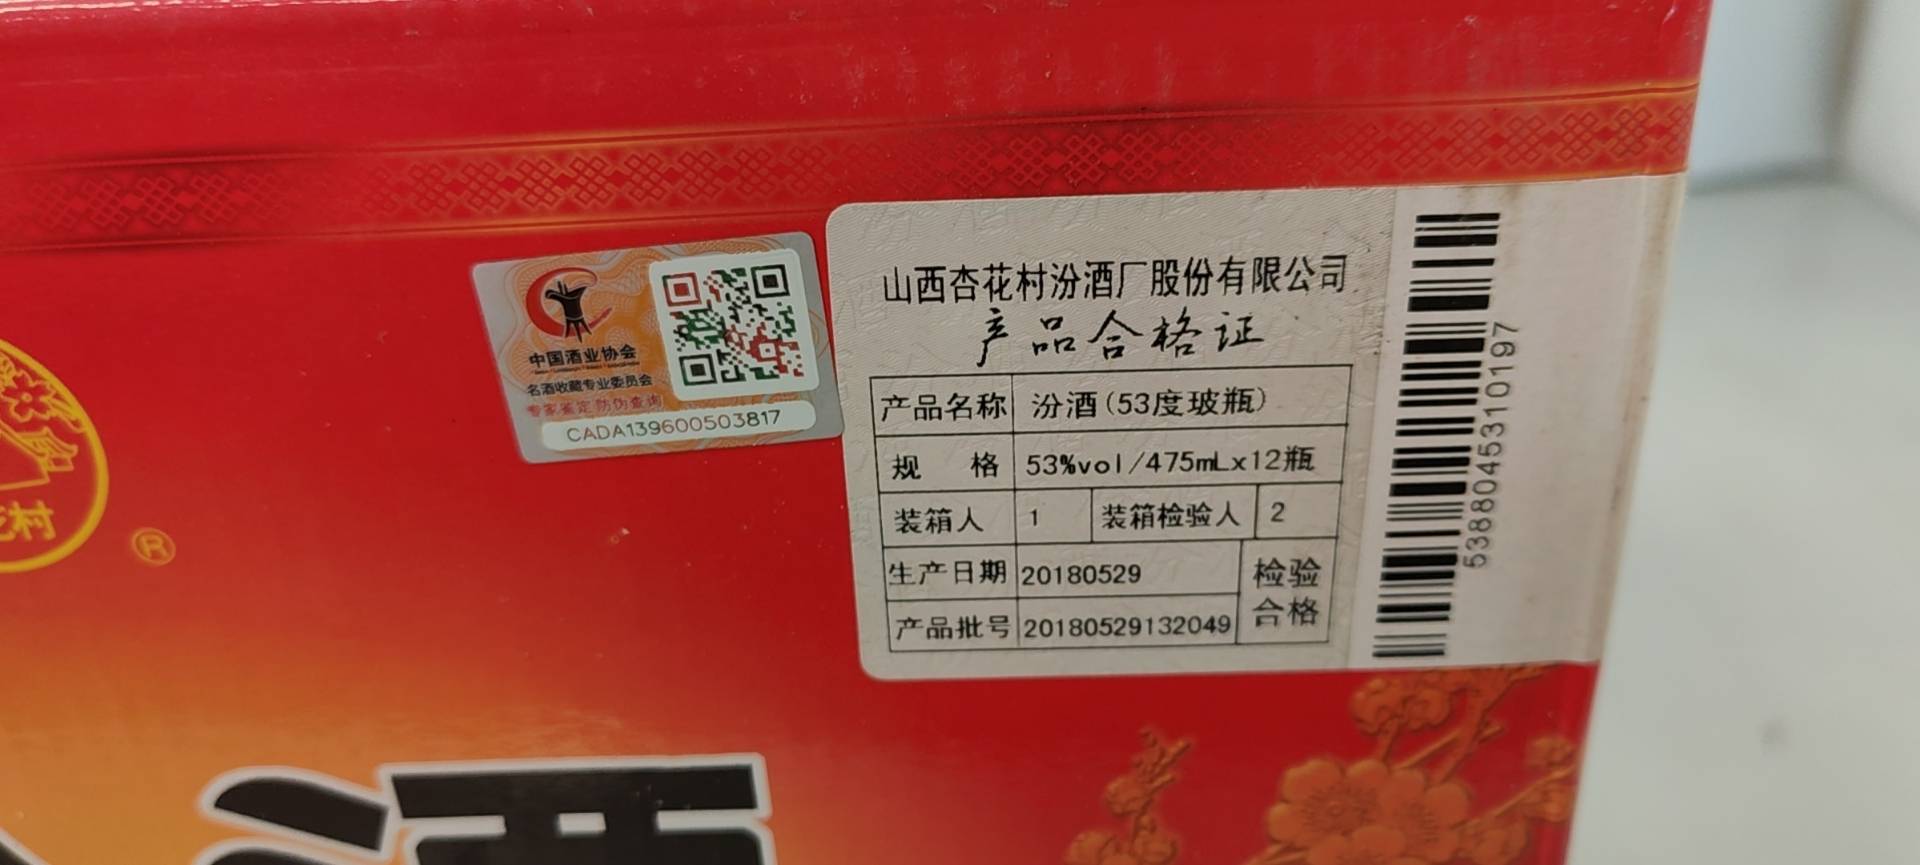 中国酒业协会
名酒收藏专业委员会
专家鉴定 防伪查询
CADA139600503817
山西杏花村汾酒厂股份有限公司
产品合格证
产品名称 汾酒(53度玻瓶)
规 格 53%vol/475mLx12瓶
装箱人 1 装箱检验人 2
生产日期 20180529 检验
产品批号 20180529132049 合格
5388045310197
村
®
酒